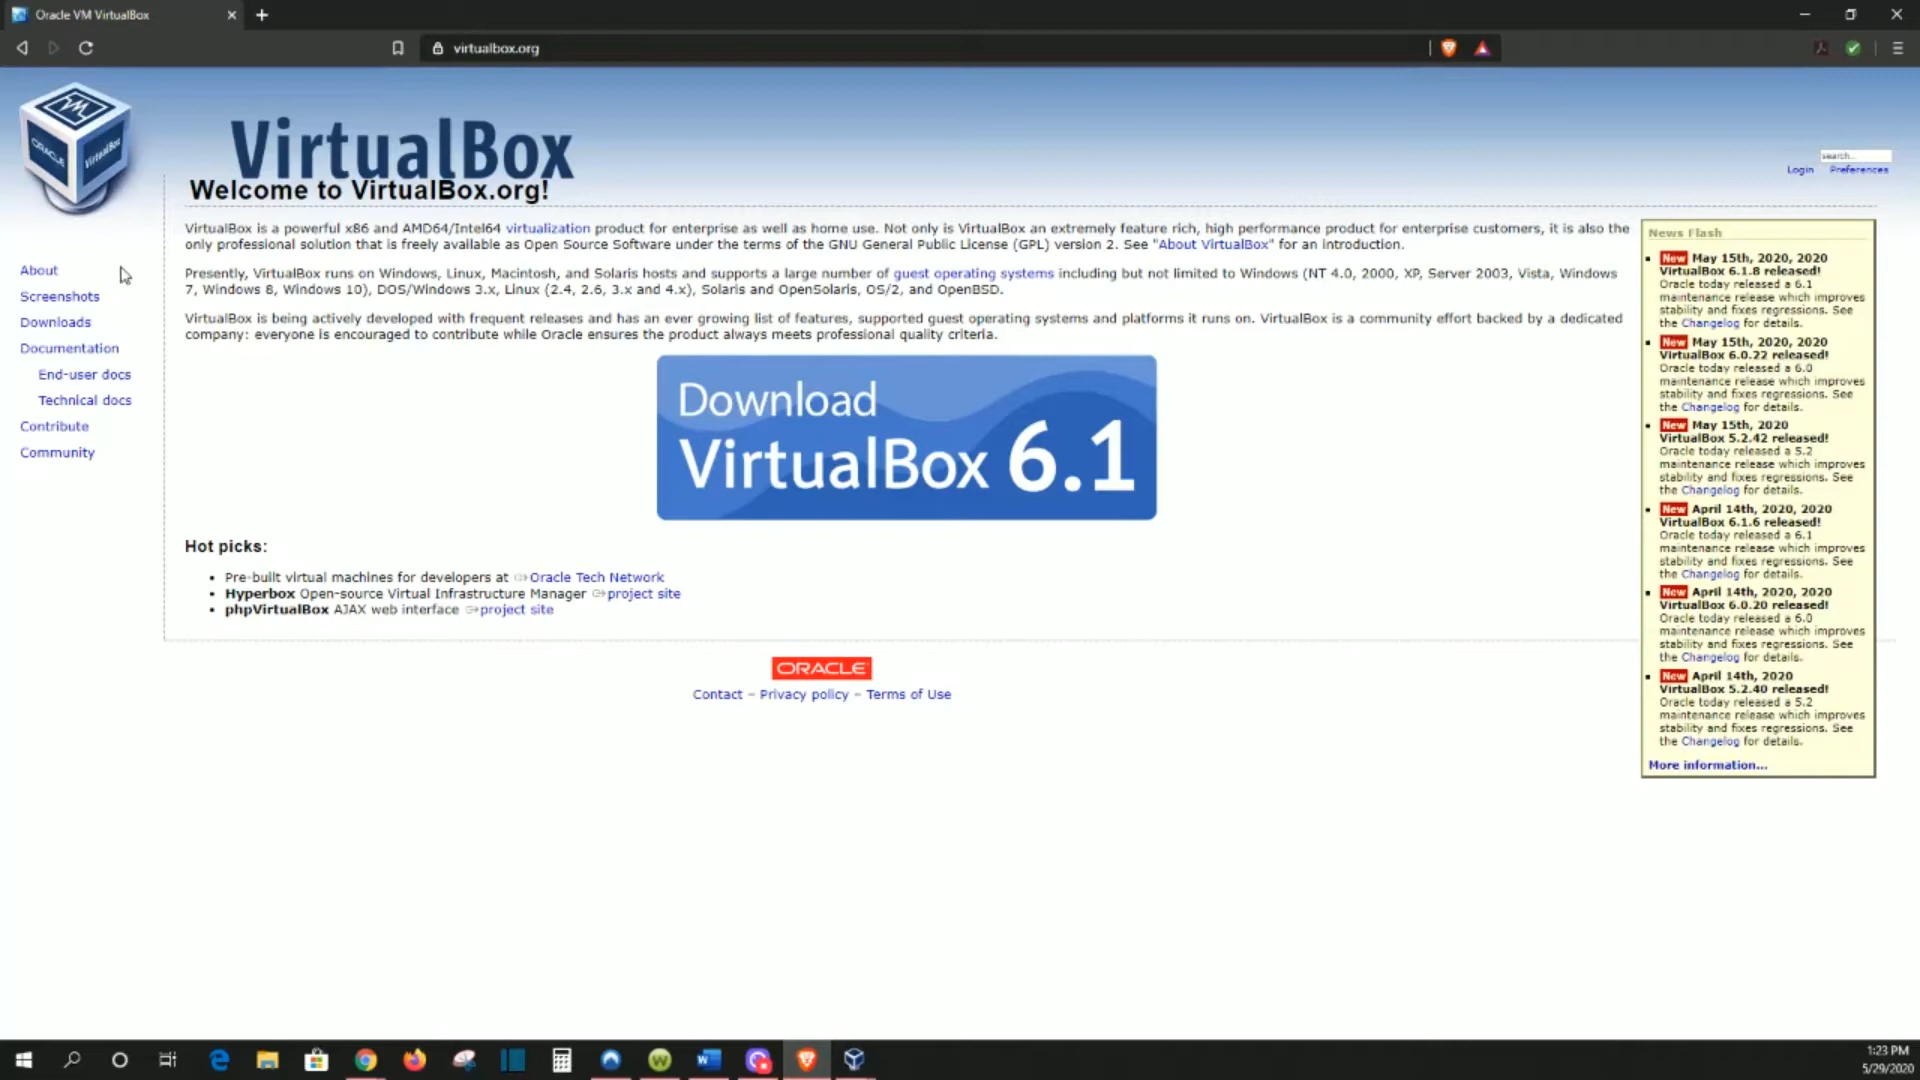 Oracle VM VirtualBox
virtualbox.org
ORACLE
VirtualBox
VirtualBox
search...
Login Preferences
Welcome to VirtualBox.org!
VirtualBox is a powerful x86 and AMD64/Intel64 virtualization product for enterprise as well as home use. Not only is VirtualBox an extremely feature rich, high performance product for enterprise customers, it is also the
only professional solution that is freely available as Open Source Software under the terms of the GNU General Public License (GPL) version 2. See "About VirtualBox" for an introduction.
Presently, VirtualBox runs on Windows, Linux, Macintosh, and Solaris hosts and supports a large number of guest operating systems including but not limited to Windows (NT 4.0, 2000, XP, Server 2003, Vista, Windows
7, Windows 8, Windows 10), DOS/Windows 3.x, Linux (2.4, 2.6, 3.x and 4.x), Solaris and OpenSolaris, OS/2, and OpenBSD.
VirtualBox is being actively developed with frequent releases and has an ever growing list of features, supported guest operating systems and platforms it runs on. VirtualBox is a community effort backed by a dedicated
company: everyone is encouraged to contribute while Oracle ensures the product always meets professional quality criteria.
About
Screenshots
Downloads
Documentation
End-user docs
Technical docs
Contribute
Community
Download
VirtualBox 6.1
Hot picks:
• Pre-built virtual machines for developers at Oracle Tech Network
• Hyperbox Open-source Virtual Infrastructure Manager project site
• phpVirtualBox AJAX web interface project site
ORACLE
Contact – Privacy policy – Terms of Use
News Flash
New May 15th, 2020, 2020
VirtualBox 6.1.8 released!
Oracle today released a 6.1
maintenance release which improves
stability and fixes regressions. See
the Changelog for details.
New May 15th, 2020, 2020
VirtualBox 6.0.22 released!
Oracle today released a 6.0
maintenance release which improves
stability and fixes regressions. See
the Changelog for details.
New May 15th, 2020
VirtualBox 5.2.42 released!
Oracle today released a 5.2
maintenance release which improves
stability and fixes regressions. See
the Changelog for details.
New April 14th, 2020, 2020
VirtualBox 6.1.6 released!
Oracle today released a 6.1
maintenance release which improves
stability and fixes regressions. See
the Changelog for details.
New April 14th, 2020, 2020
VirtualBox 6.0.20 released!
Oracle today released a 6.0
maintenance release which improves
stability and fixes regressions. See
the Changelog for details.
New April 14th, 2020
VirtualBox 5.2.40 released!
Oracle today released a 5.2
maintenance release which improves
stability and fixes regressions. See
the Changelog for details.
More information...
1:23 PM
5/29/2020